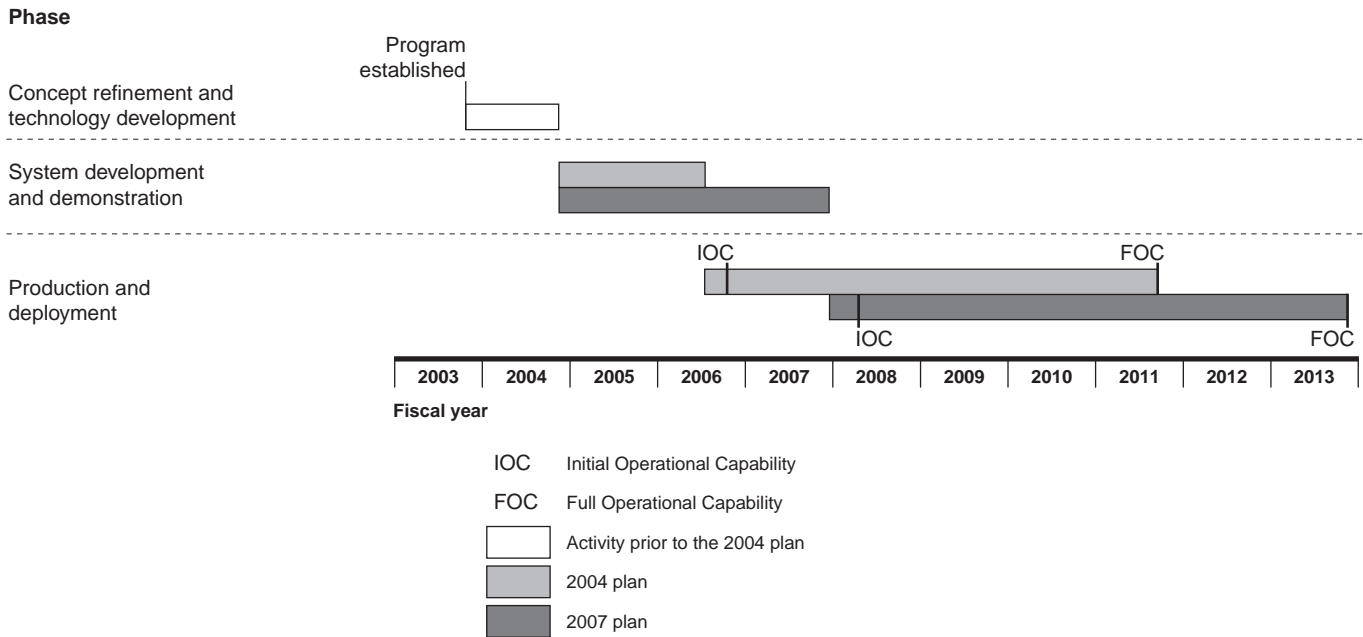 Phase
Program
established
Concept refinement and
technology development
System development
and demonstration
IOC FOC
Production and
deployment
IOC FOC
2003 2004 2005 2006 2007 2008 2009 2010 2011 2012 2013
Fiscal year
IOC Initial Operational Capability
FOC Full Operational Capability
Activity prior to the 2004 plan
2004 plan
2007 plan